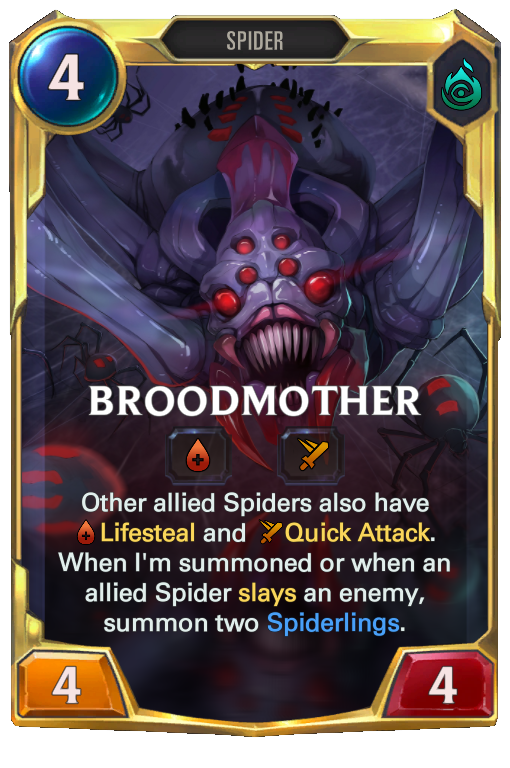 SPIDER
4
BROODMOTHER
Other allied Spiders also have
Lifesteal and Quick Attack.
When I'm summoned or when an
allied Spider slays an enemy,
summon two Spiderlings.
4
4